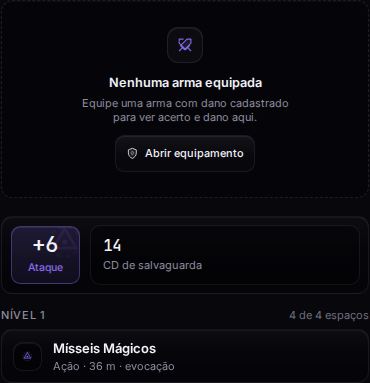 Nenhuma arma equipada
Equipe uma arma com dano cadastrado
para ver acerto e dano aqui.
Abrir equipamento
+6
Ataque
14
CD de salvaguarda
NÍVEL 1
4 de 4 espaços
Mísseis Mágicos
Ação · 36 m · evocação